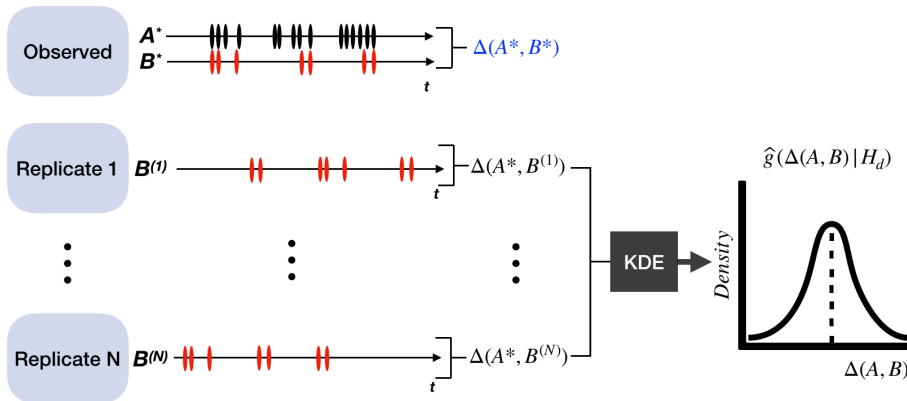 Observed
A*
B*
t
Δ(A*, B*)
Replicate 1
B(1)
t
Δ(A*, B(1))
ĝ(Δ(A, B) | Hd)
KDE
Density
Replicate N
B(N)
t
Δ(A*, B(N))
Δ(A, B)